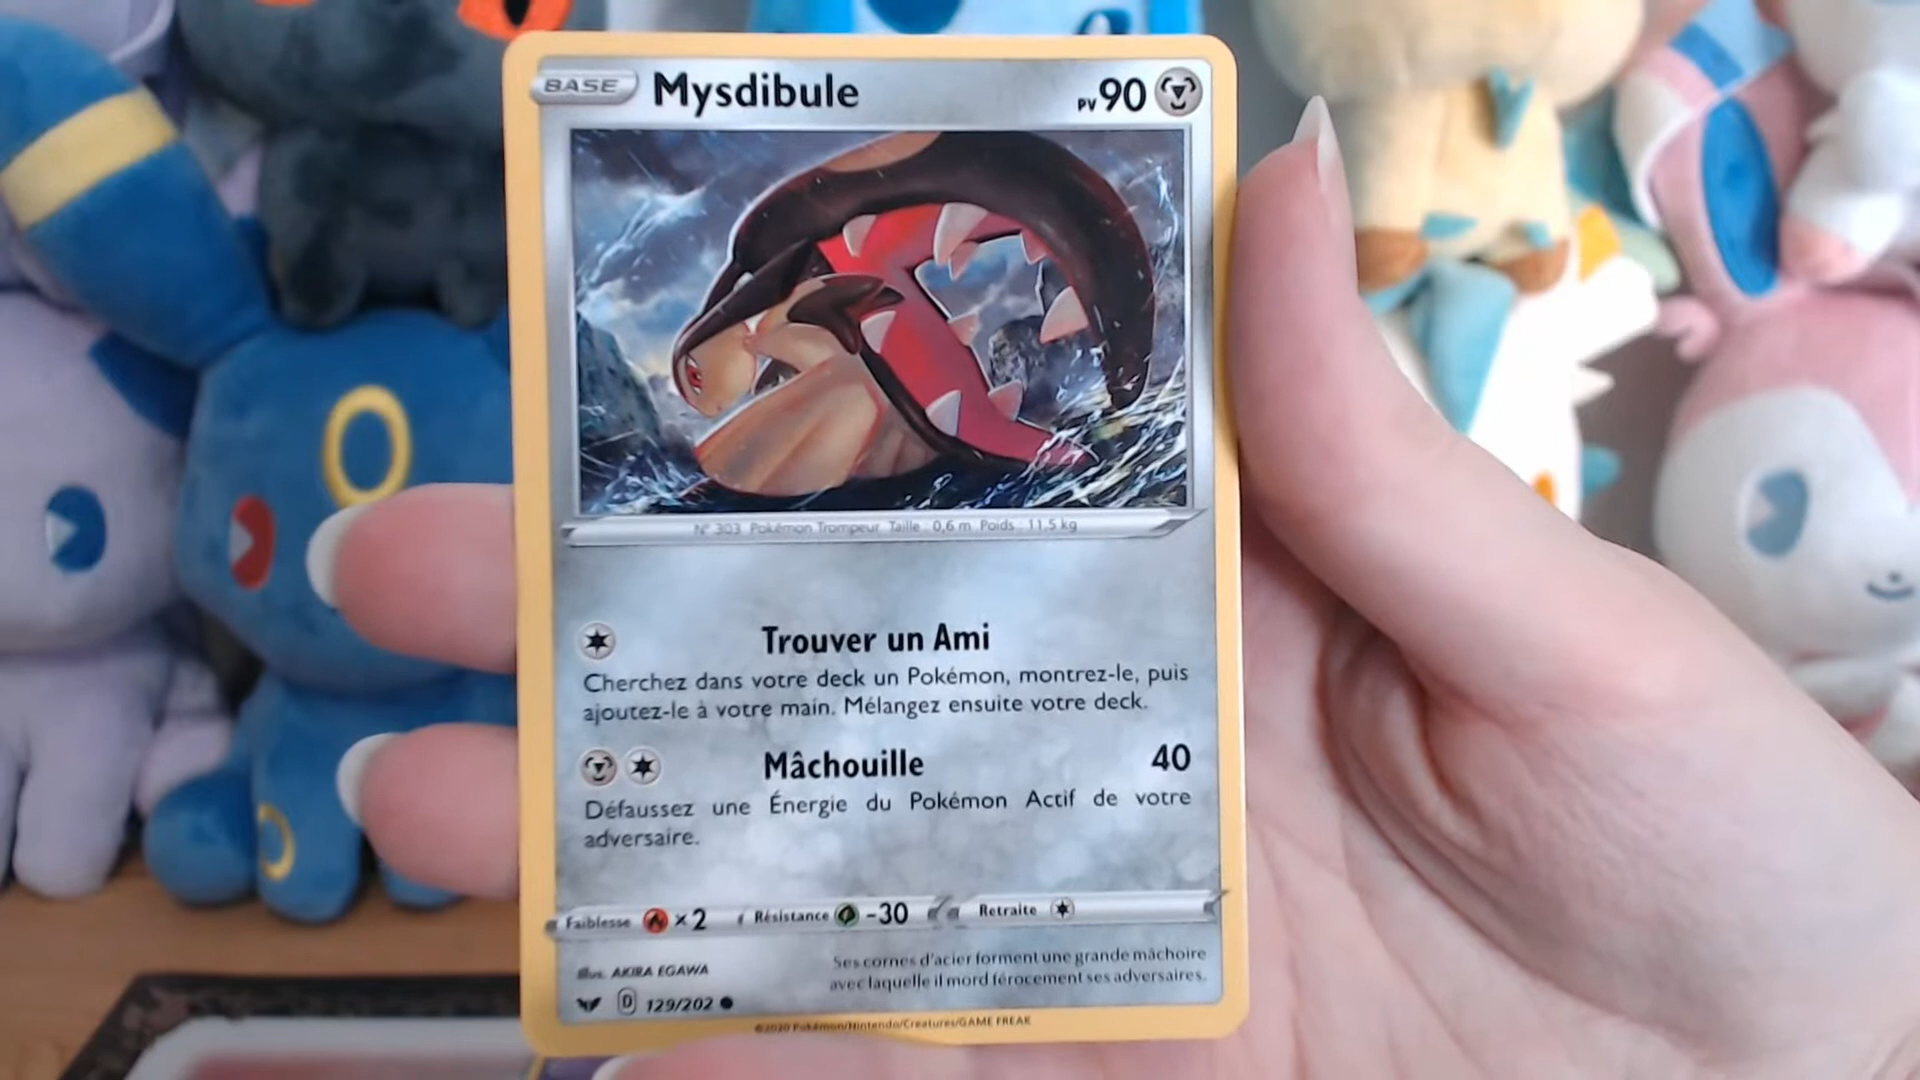 BASE Mysdibule PV 90
N° 303 Pokémon Trompeur Taille : 0,6 m Poids : 11,5 kg
Trouver un Ami
Cherchez dans votre deck un Pokémon, montrez-le, puis
ajoutez-le à votre main. Mélangez ensuite votre deck.
Mâchouille 40
Défaussez une Énergie du Pokémon Actif de votre
adversaire.
Faiblesse ×2 Résistance -30 Retraite
Illus. AKIRA EGAWA
Ses cornes d'acier forment une grande mâchoire
avec laquelle il mord férocement ses adversaires.
D 129/202
©2020 Pokémon/Nintendo/Creatures/GAME FREAK